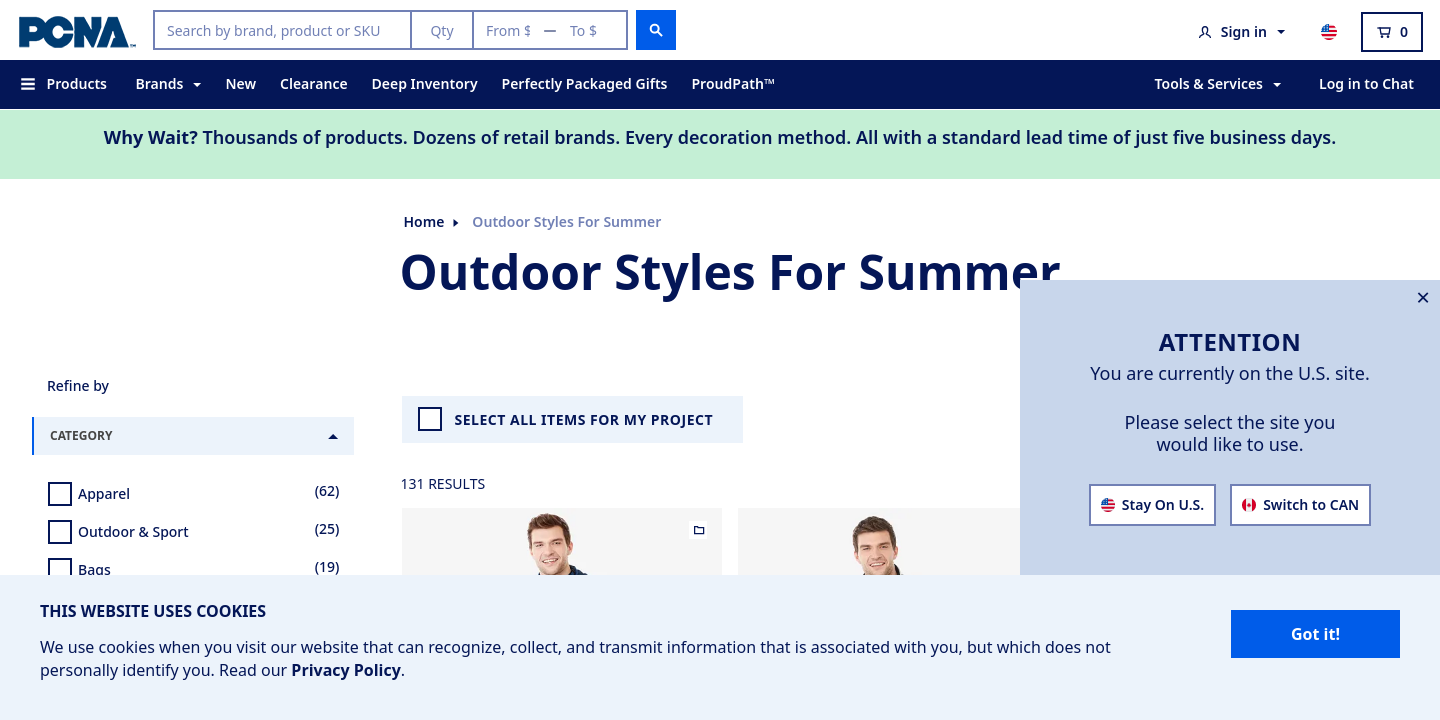 PCNA™
Search by brand, product or SKU
Qty
From $ — To $
Sign in
0
Products
Brands
New
Clearance
Deep Inventory
Perfectly Packaged Gifts
ProudPath™
Tools & Services
Log in to Chat
Why Wait? Thousands of products. Dozens of retail brands. Every decoration method. All with a standard lead time of just five business days.
Home
Outdoor Styles For Summer
Outdoor Styles For Summer
ATTENTION
You are currently on the U.S. site.
Please select the site you
would like to use.
Stay On U.S.
Switch to CAN
Refine by
CATEGORY
Apparel (62)
Outdoor & Sport (25)
Bags (19)
SELECT ALL ITEMS FOR MY PROJECT
131 RESULTS
THIS WEBSITE USES COOKIES
We use cookies when you visit our website that can recognize, collect, and transmit information that is associated with you, but which does not
personally identify you. Read our Privacy Policy.
Got it!